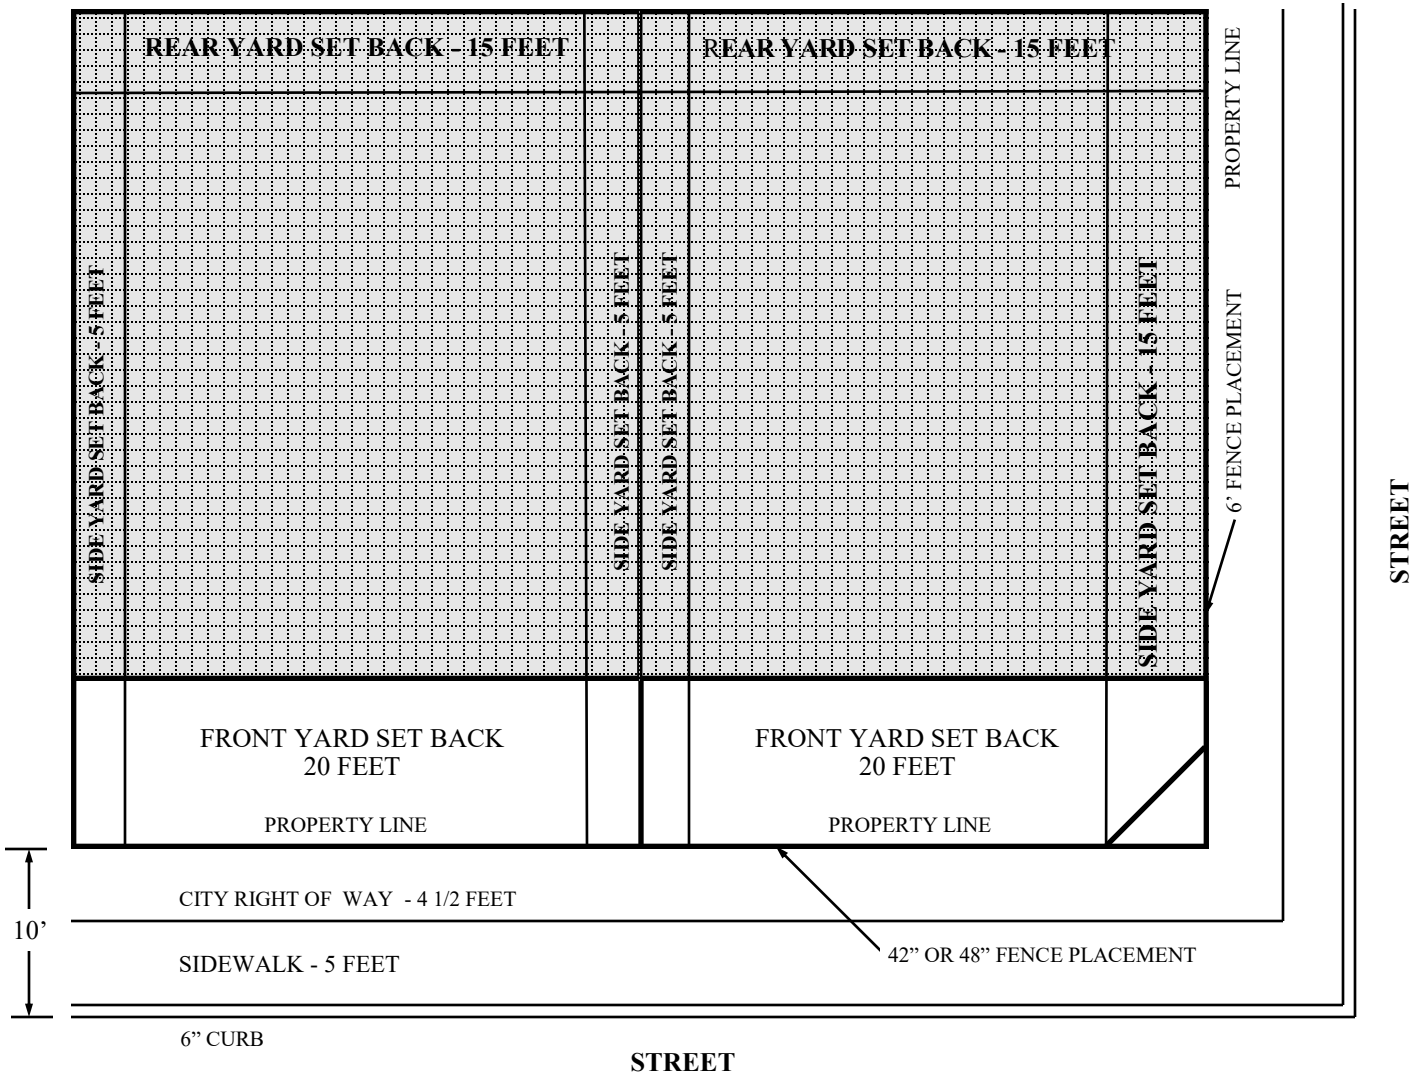 REAR YARD SET BACK - 15 FEET
REAR YARD SET BACK - 15 FEET
PROPERTY LINE
SIDE YARD SET BACK - 5 FEET
SIDE YARD SET BACK - 5 FEET
SIDE YARD SET BACK - 5 FEET
SIDE YARD SET BACK - 15 FEET
6’ FENCE PLACEMENT
STREET
FRONT YARD SET BACK
20 FEET
FRONT YARD SET BACK
20 FEET
PROPERTY LINE
PROPERTY LINE
CITY RIGHT OF WAY - 4 1/2 FEET
10’
42” OR 48” FENCE PLACEMENT
SIDEWALK - 5 FEET
6” CURB
STREET